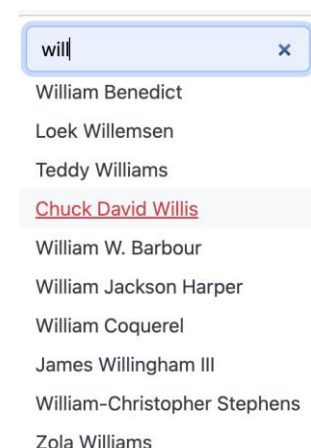 will
William Benedict
Loek Willemsen
Teddy Williams
Chuck David Willis
William W. Barbour
William Jackson Harper
William Coquerel
James Willingham III
William-Christopher Stephens
Zola Williams